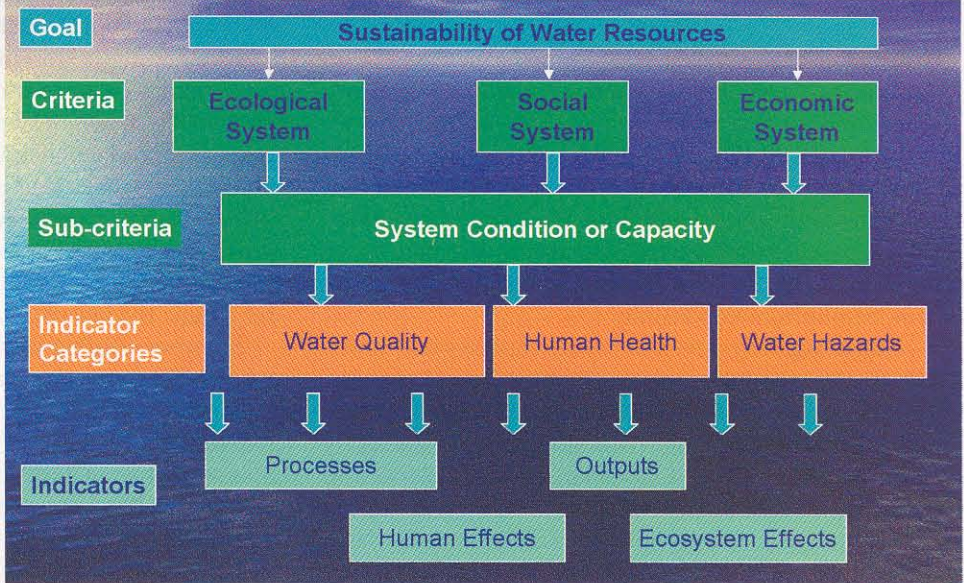 Goal
Sustainability of Water Resources
Criteria
Ecological
System
Social
System
Economic
System
Sub-criteria
System Condition or Capacity
Indicator
Categories
Water Quality
Human Health
Water Hazards
Processes
Outputs
Indicators
Human Effects
Ecosystem Effects